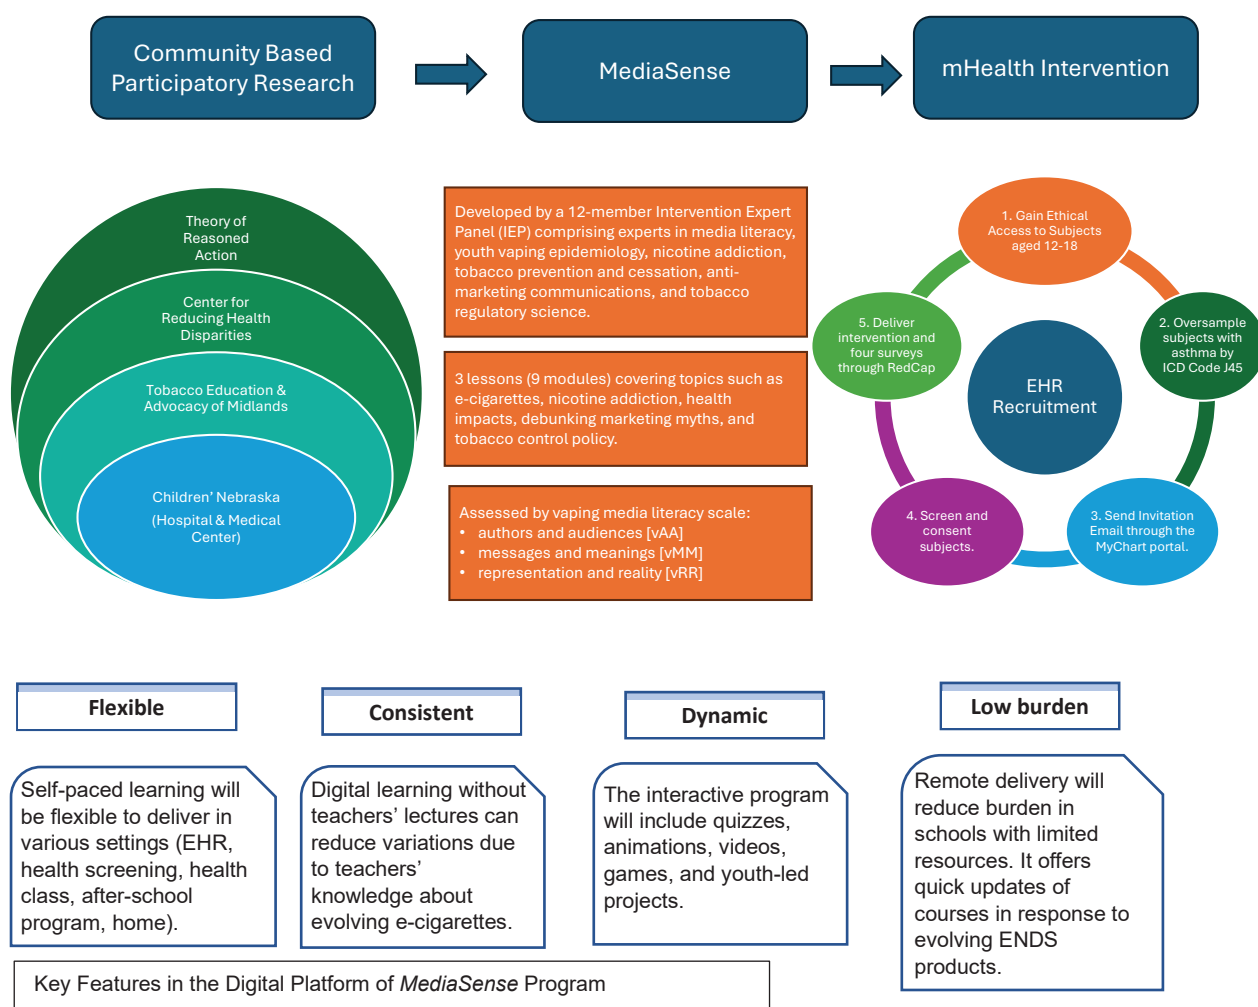 Community Based
Participatory Research
MediaSense
mHealth Intervention
Theory of
Reasoned
Action
Center for
Reducing Health
Disparities
Tobacco Education &
Advocacy of Midlands
Children’ Nebraska
(Hospital & Medical
Center)
Developed by a 12-member Intervention Expert
Panel (IEP) comprising experts in media literacy,
youth vaping epidemiology, nicotine addiction,
tobacco prevention and cessation, anti-
marketing communications, and tobacco
regulatory science.
3 lessons (9 modules) covering topics such as
e-cigarettes, nicotine addiction, health
impacts, debunking marketing myths, and
tobacco control policy.
Assessed by vaping media literacy scale:
• authors and audiences [vAA]
• messages and meanings [vMM]
• representation and reality [vRR]
1. Gain Ethical
Access to Subjects
aged 12-18
2. Oversample
subjects with
asthma by
ICD Code J45
3. Send Invitation
Email through the
MyChart portal.
4. Screen and
consent
subjects.
5. Deliver
intervention and
four surveys
through RedCap
EHR
Recruitment
Flexible
Self-paced learning will
be flexible to deliver in
various settings (EHR,
health screening, health
class, after-school
program, home).
Consistent
Digital learning without
teachers’ lectures can
reduce variations due to
teachers’
knowledge about
evolving e-cigarettes.
Dynamic
The interactive program
will include quizzes,
animations, videos,
games, and youth-led
projects.
Low burden
Remote delivery will
reduce burden in
schools with limited
resources. It offers
quick updates of
courses in response to
evolving ENDS
products.
Key Features in the Digital Platform of MediaSense Program